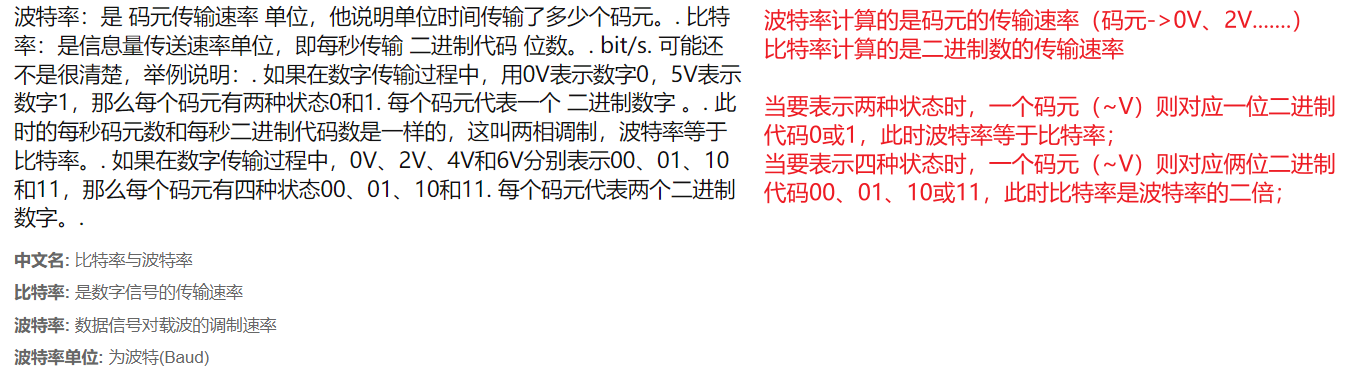 波特率：是 码元传输速率 单位，他说明单位时间传输了多少个码元。. 比特
率：是信息量传送速率单位，即每秒传输 二进制代码 位数。. bit/s. 可能还
不是很清楚，举例说明：. 如果在数字传输过程中，用0V表示数字0，5V表示
数字1，那么每个码元有两种状态0和1. 每个码元代表一个 二进制数字 。. 此
时的每秒码元数和每秒二进制代码数是一样的，这叫两相调制，波特率等于
比特率。. 如果在数字传输过程中，0V、2V、4V和6V分别表示00、01、10
和11，那么每个码元有四种状态00、01、10和11. 每个码元代表两个二进制
数字。.
中文名: 比特率与波特率
比特率: 是数字信号的传输速率
波特率: 数据信号对载波的调制速率
波特率单位: 为波特(Baud)
波特率计算的是码元的传输速率（码元->0V、2V.......）
比特率计算的是二进制数的传输速率
当要表示两种状态时，一个码元（~V）则对应一位二进制
代码0或1，此时波特率等于比特率；
当要表示四种状态时，一个码元（~V）则对应俩位二进制
代码00、01、10或11，此时比特率是波特率的二倍；